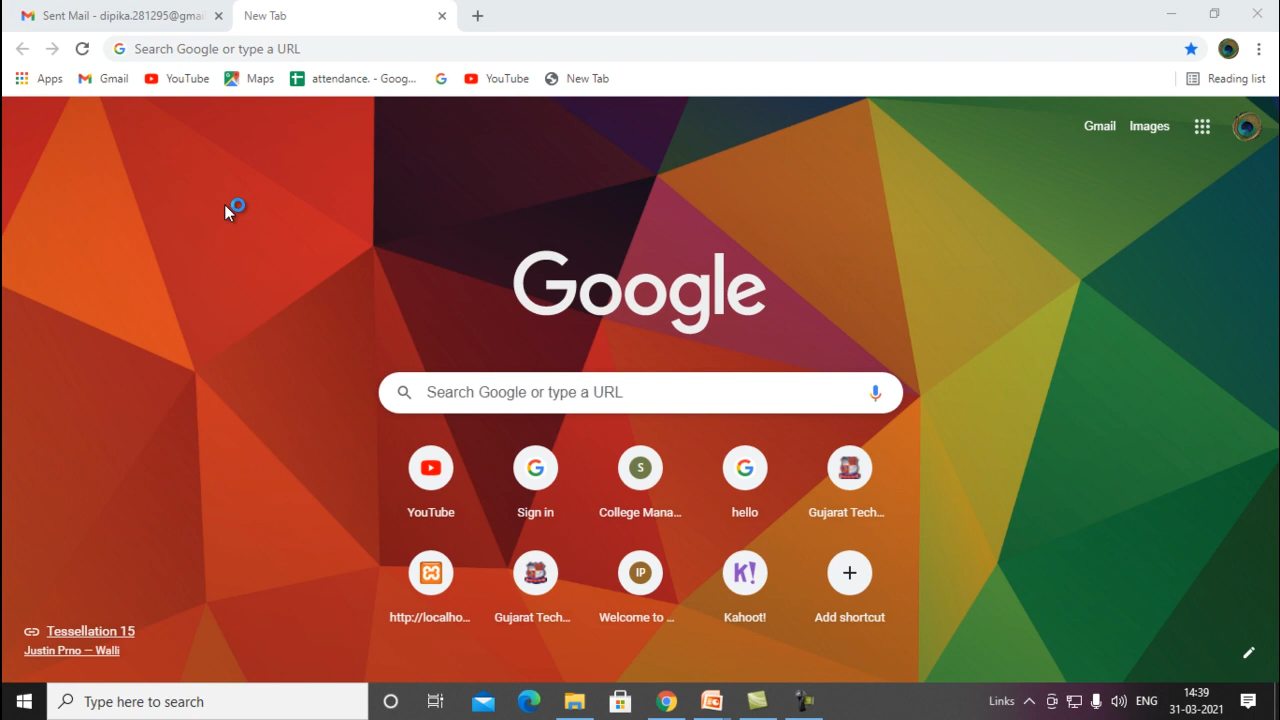 Sent Mail - dipika.281295@gmai
New Tab
Search Google or type a URL
Apps
Gmail
YouTube
Maps
attendance. - Goog...
YouTube
New Tab
Reading list
Gmail
Images
Google
Search Google or type a URL
YouTube
Sign in
S
College Mana...
hello
Gujarat Tech...
http://localho...
Gujarat Tech...
IP
Welcome to ...
K!
Kahoot!
Add shortcut
Tessellation 15
Justin Prno — Walli
Type here to search
Links
ENG
14:39
31-03-2021